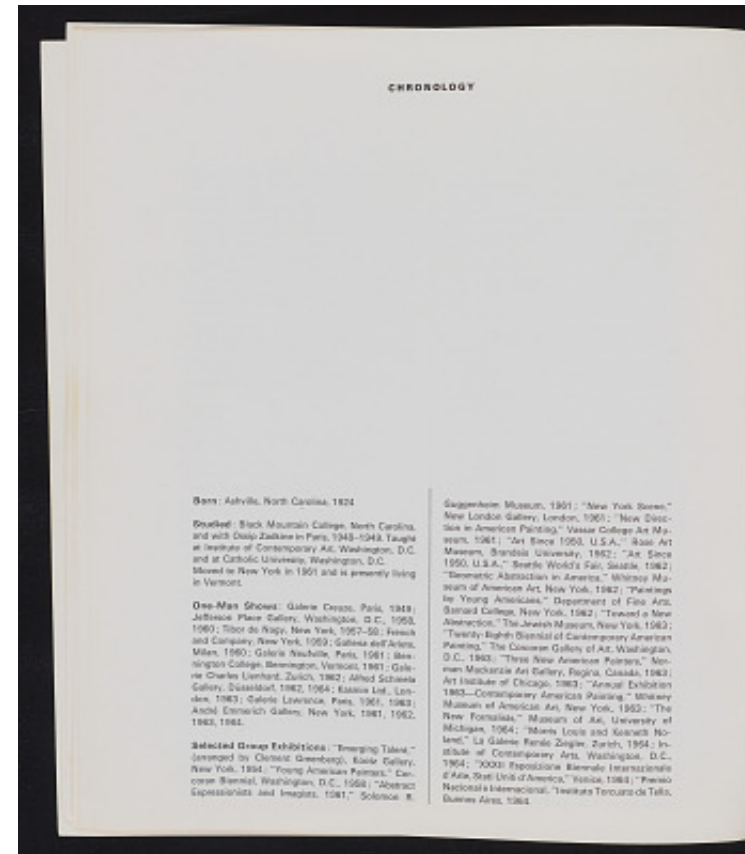 CHRONOLOGY
Born: Ashville, North Carolina, 1924
Studied: Black Mountain College, North Carolina,
and with Ossip Zadkine in Paris, 1948–1949. Taught
at Institute of Contemporary Art, Washington, D.C.
and at Catholic University, Washington, D.C.
Moved to New York in 1961 and is presently living
in Vermont.
One-Man Shows: Galerie Creuze, Paris, 1949;
Jefferson Place Gallery, Washington, D.C., 1958,
1960; Tibor de Nagy, New York, 1957–58; French
and Company, New York, 1959; Galleria dell'Ariete,
Milan, 1960; Galerie Neufville, Paris, 1961; Ben-
nington College, Bennington, Vermont, 1961; Gale-
rie Charles Lienhard, Zurich, 1962; Alfred Schmela
Gallery, Düsseldorf, 1962, 1964; Kasmin Ltd., Lon-
don, 1963; Galerie Lawrence, Paris, 1961, 1963;
André Emmerich Gallery, New York, 1961, 1962,
1963, 1964.
Selected Group Exhibitions: "Emerging Talent,"
(arranged by Clement Greenberg), Kootz Gallery,
New York, 1954; "Young American Painters," Cor-
coran Biennial, Washington, D.C., 1958; "Abstract
Expressionists and Imagists, 1961," Solomon R.
Guggenheim Museum, 1961; "New York Scene,"
New London Gallery, London, 1961; "New Direc-
tion in American Painting," Vassar College Art Mu-
seum, 1961; "Art Since 1950, U.S.A.," Rose Art
Museum, Brandeis University, 1962; "Art Since
1950, U.S.A.," Seattle World's Fair, Seattle, 1962;
"Geometric Abstraction in America," Whitney Mu-
seum of American Art, New York, 1962; "Paintings
by Young Americans," Department of Fine Arts,
Barnard College, New York, 1962; "Toward a New
Abstraction," The Jewish Museum, New York, 1963;
"Twenty-Eighth Biennial of Contemporary American
Painting," The Corcoran Gallery of Art, Washington,
D.C., 1963; "Three New American Painters," Nor-
man Mackenzie Art Gallery, Regina, Canada, 1963;
Art Institute of Chicago, 1963; "Annual Exhibition
1963—Contemporary American Painting," Whitney
Museum of American Art, New York, 1963; "The
New Formalists," Museum of Art, University of
Michigan, 1964; "Morris Louis and Kenneth No-
land," La Galerie Renée Ziegler, Zurich, 1964; In-
stitute of Contemporary Arts, Washington, D.C.,
1964; "XXXII Esposizione Biennale Internazionale
d'Arte, Stati Uniti d'America," Venice, 1964; "Premio
Nacional e Internacional, "Instituto Torcuato de Tella,
Buenos Aires, 1964.